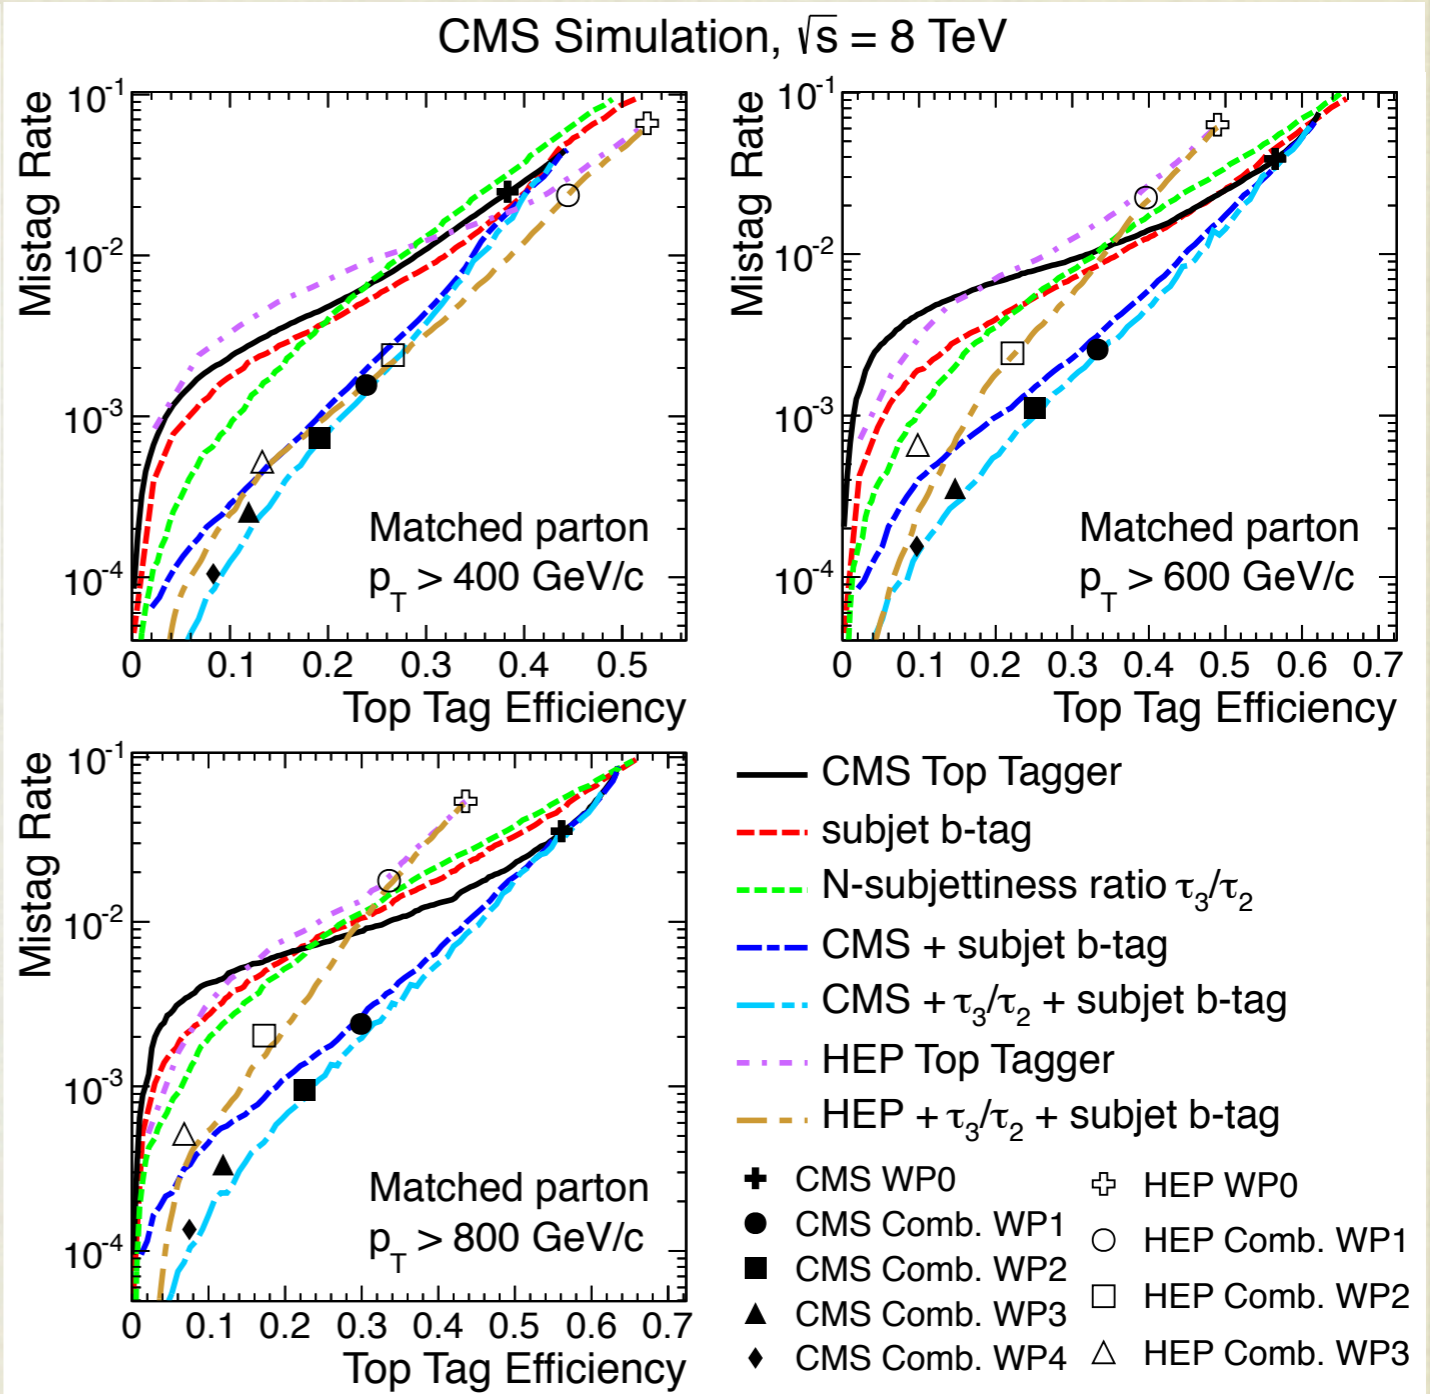 CMS Simulation, √s = 8 TeV
Mistag Rate
10⁻¹
10⁻²
10⁻³
10⁻⁴
Matched parton
p_T > 400 GeV/c
0 0.1 0.2 0.3 0.4 0.5
Top Tag Efficiency
Mistag Rate
10⁻¹
10⁻²
10⁻³
10⁻⁴
Matched parton
p_T > 600 GeV/c
0 0.1 0.2 0.3 0.4 0.5 0.6 0.7
Top Tag Efficiency
Mistag Rate
10⁻¹
10⁻²
10⁻³
10⁻⁴
Matched parton
p_T > 800 GeV/c
0 0.1 0.2 0.3 0.4 0.5 0.6 0.7
Top Tag Efficiency
CMS Top Tagger
subjet b-tag
N-subjettiness ratio τ₃/τ₂
CMS + subjet b-tag
CMS + τ₃/τ₂ + subjet b-tag
HEP Top Tagger
HEP + τ₃/τ₂ + subjet b-tag
CMS WP0
CMS Comb. WP1
CMS Comb. WP2
CMS Comb. WP3
CMS Comb. WP4
HEP WP0
HEP Comb. WP1
HEP Comb. WP2
HEP Comb. WP3